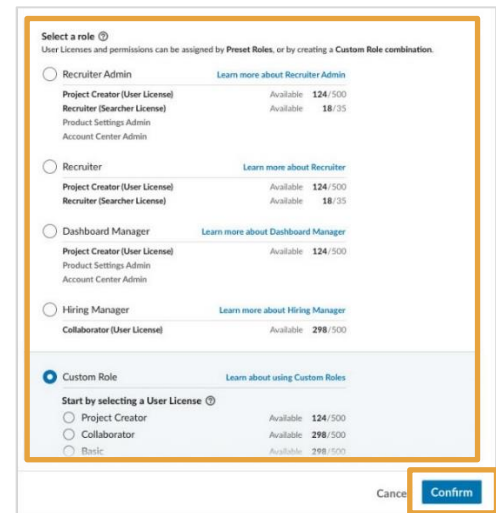 Select a role ?
User Licenses and permissions can be assigned by Preset Roles, or by creating a Custom Role combination.
Recruiter Admin Learn more about Recruiter Admin
Project Creator (User License) Available 124/500
Recruiter (Searcher License) Available 18/35
Product Settings Admin
Account Center Admin
Recruiter Learn more about Recruiter
Project Creator (User License) Available 124/500
Recruiter (Searcher License) Available 18/35
Dashboard Manager Learn more about Dashboard Manager
Project Creator (User License) Available 124/500
Product Settings Admin
Account Center Admin
Hiring Manager Learn more about Hiring Manager
Collaborator (User License) Available 298/500
Custom Role Learn about using Custom Roles
Start by selecting a User License ?
Project Creator Available 124/500
Collaborator Available 298/500
Basic Available 298/500
Cance Confirm